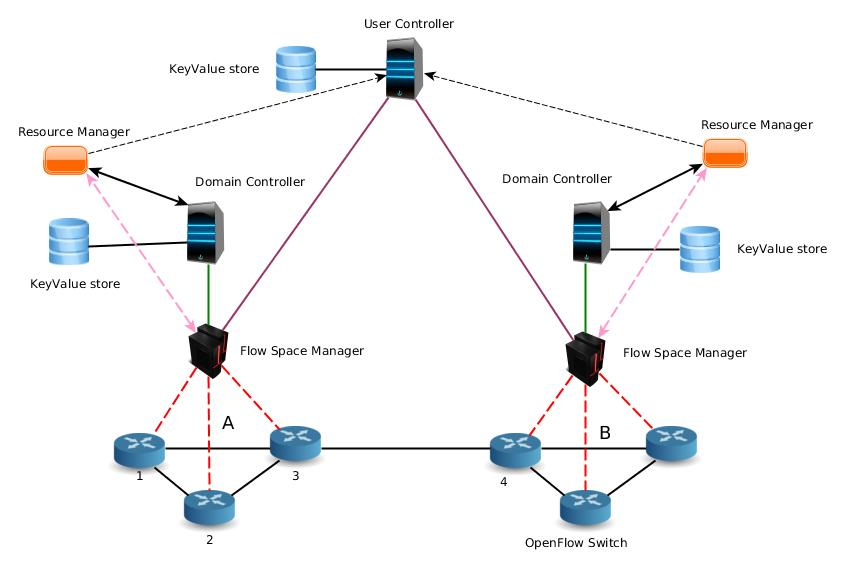 User Controller
KeyValue store
Resource Manager
Resource Manager
Domain Controller
Domain Controller
KeyValue store
KeyValue store
Flow Space Manager
Flow Space Manager
A
B
1
3
4
2
OpenFlow Switch